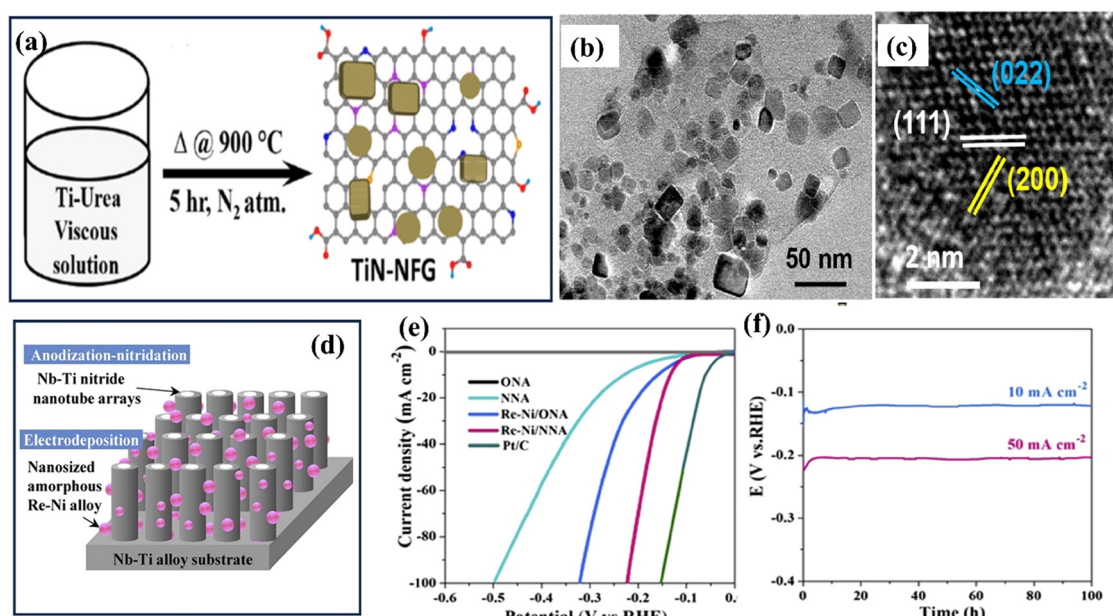 (a)
Ti-Urea
Viscous
solution
Δ @ 900 °C
5 hr, N₂ atm.
TiN-NFG
(b)
50 nm
(c)
(022)
(111)
(200)
2 nm
(d)
Anodization-nitridation
Nb-Ti nitride
nanotube arrays
Electrodeposition
Nanosized
amorphous
Re-Ni alloy
Nb-Ti alloy substrate
(e)
Current density (mA cm⁻²)
0
-20
-40
-60
-80
-100
ONA
NNA
Re-Ni/ONA
Re-Ni/NNA
Pt/C
-0.6
-0.5
-0.4
-0.3
-0.2
-0.1
Potential (V vs RHE)
(f)
E (V vs.RHE)
0.0
-0.1
-0.2
-0.3
-0.4
10 mA cm⁻²
50 mA cm⁻²
0
20
40
60
80
100
Time (h)